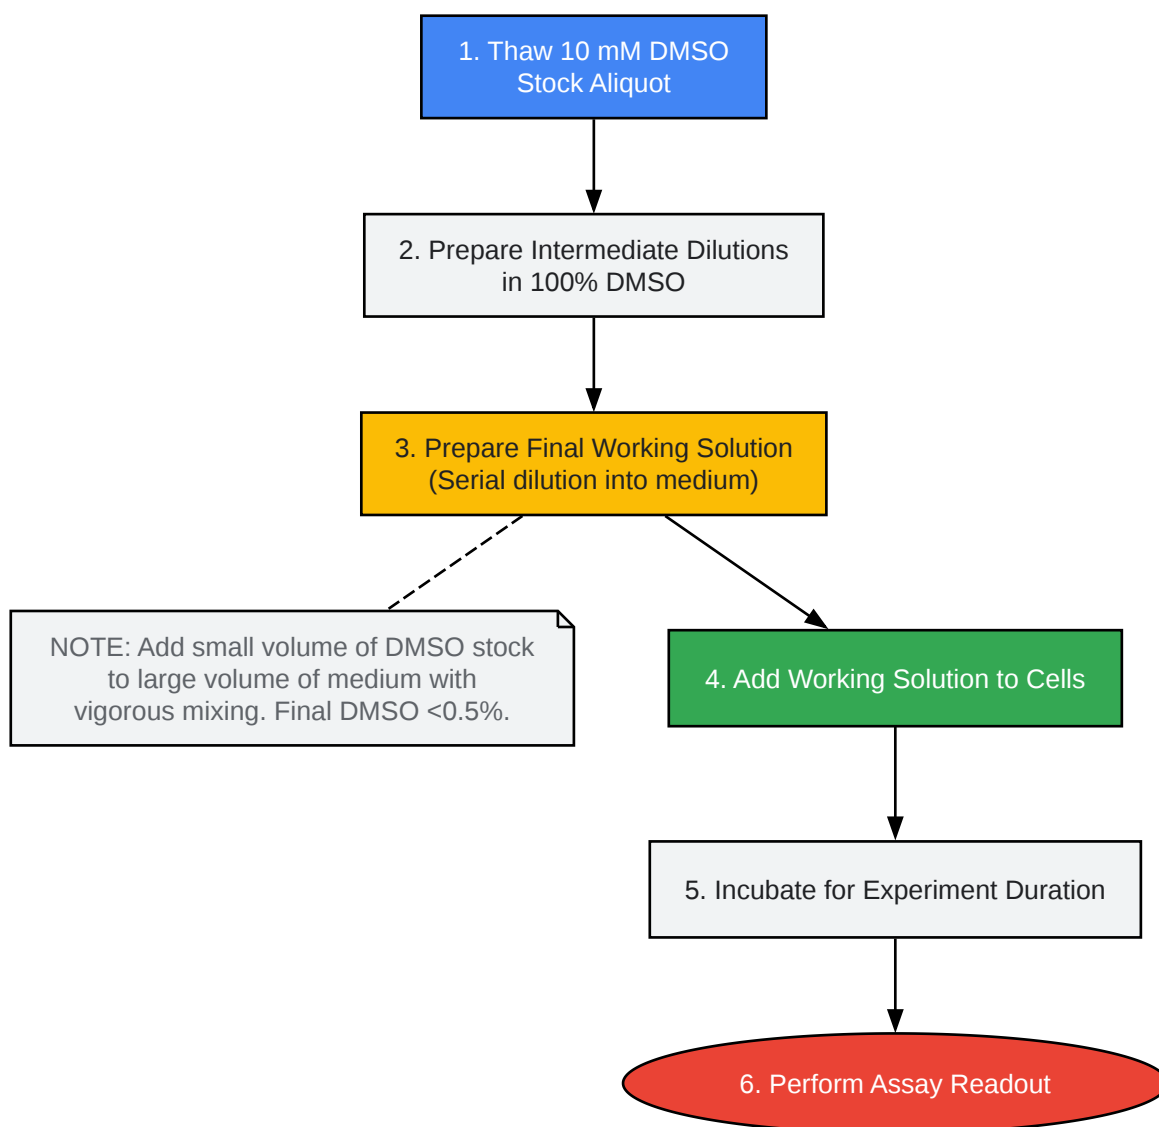 1. Thaw 10 mM DMSO
Stock Aliquot
2. Prepare Intermediate Dilutions
in 100% DMSO
3. Prepare Final Working Solution
(Serial dilution into medium)
NOTE: Add small volume of DMSO stock
to large volume of medium with
vigorous mixing. Final DMSO <0.5%.
4. Add Working Solution to Cells
5. Incubate for Experiment Duration
6. Perform Assay Readout